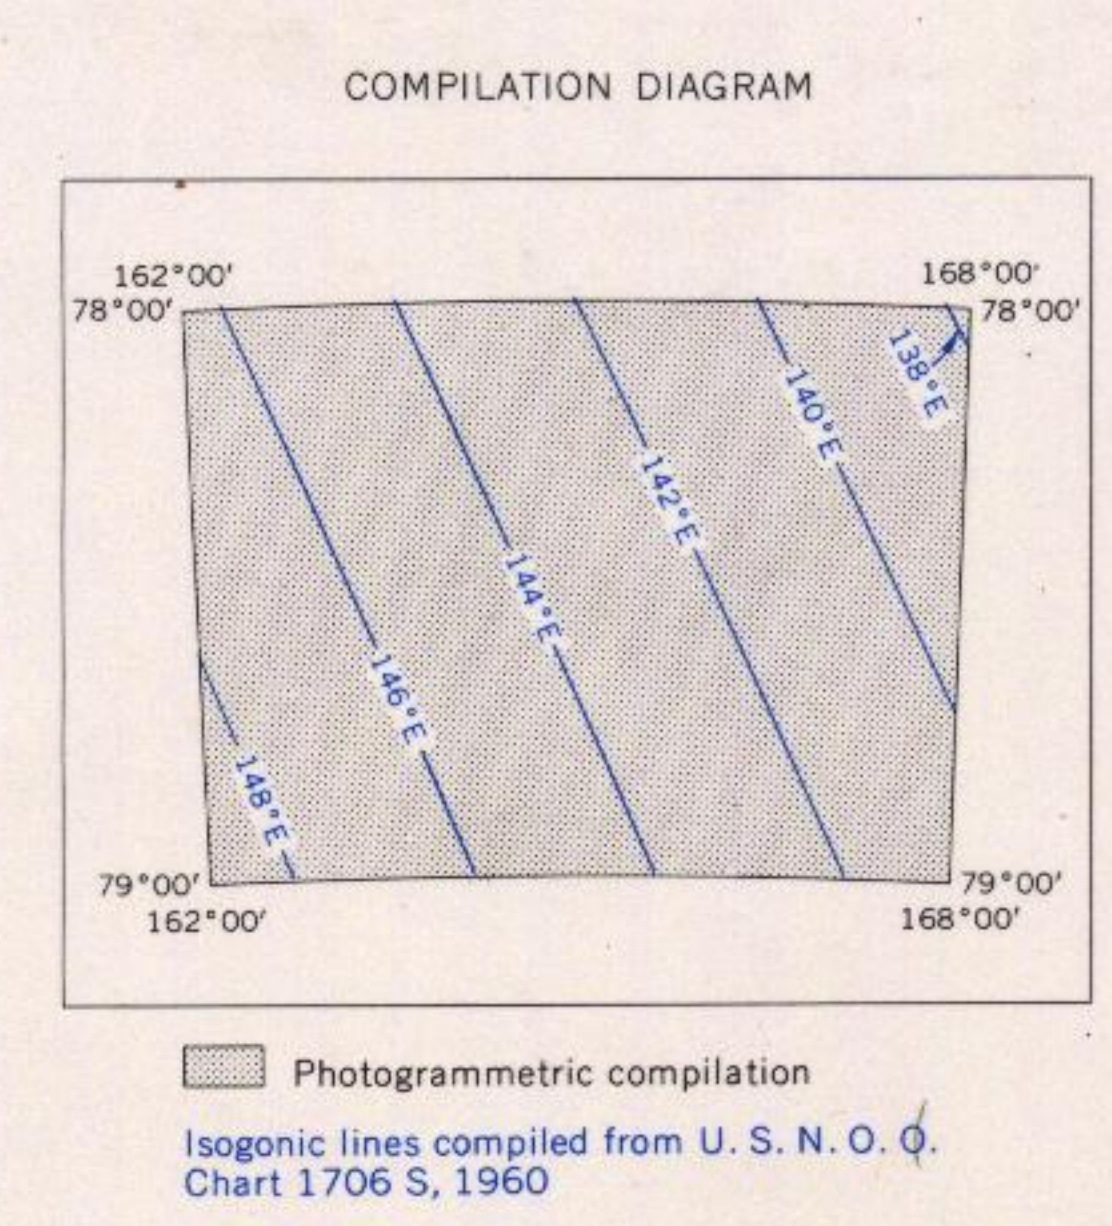 COMPILATION DIAGRAM
162°00'
168°00'
78°00'
78°00'
138°E
140°E
142°E
144°E
146°E
148°E
79°00'
79°00'
162°00'
168°00'
Photogrammetric compilation
Isogonic lines compiled from U. S. N. O. O.
Chart 1706 S, 1960